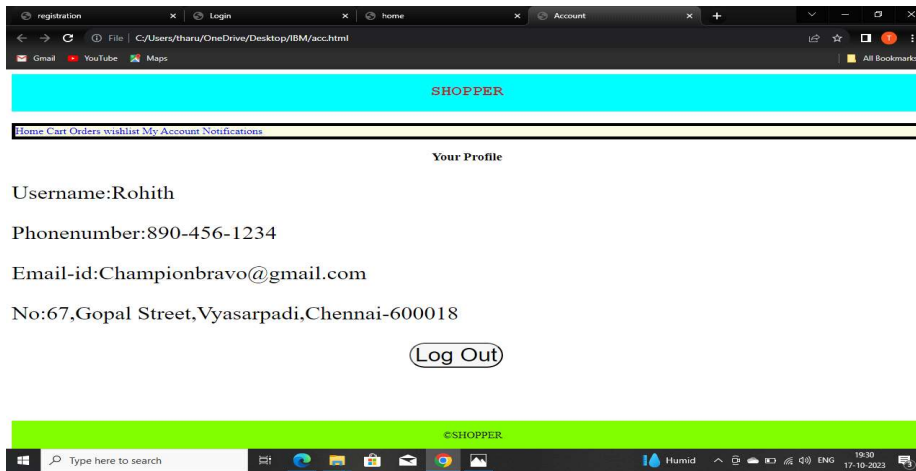 registration
Login
home
Account
File | C:/Users/tharu/OneDrive/Desktop/IBM/acc.html
T
Gmail YouTube Maps
All Bookmarks
SHOPPER
Home Cart Orders wishlist My Account Notifications
Your Profile
Username:Rohith
Phonenumber:890-456-1234
Email-id:Championbravo@gmail.com
No:67,Gopal Street,Vyasarpadi,Chennai-600018
Log Out
©SHOPPER
Type here to search
Humid
ENG
19:30
17-10-2023